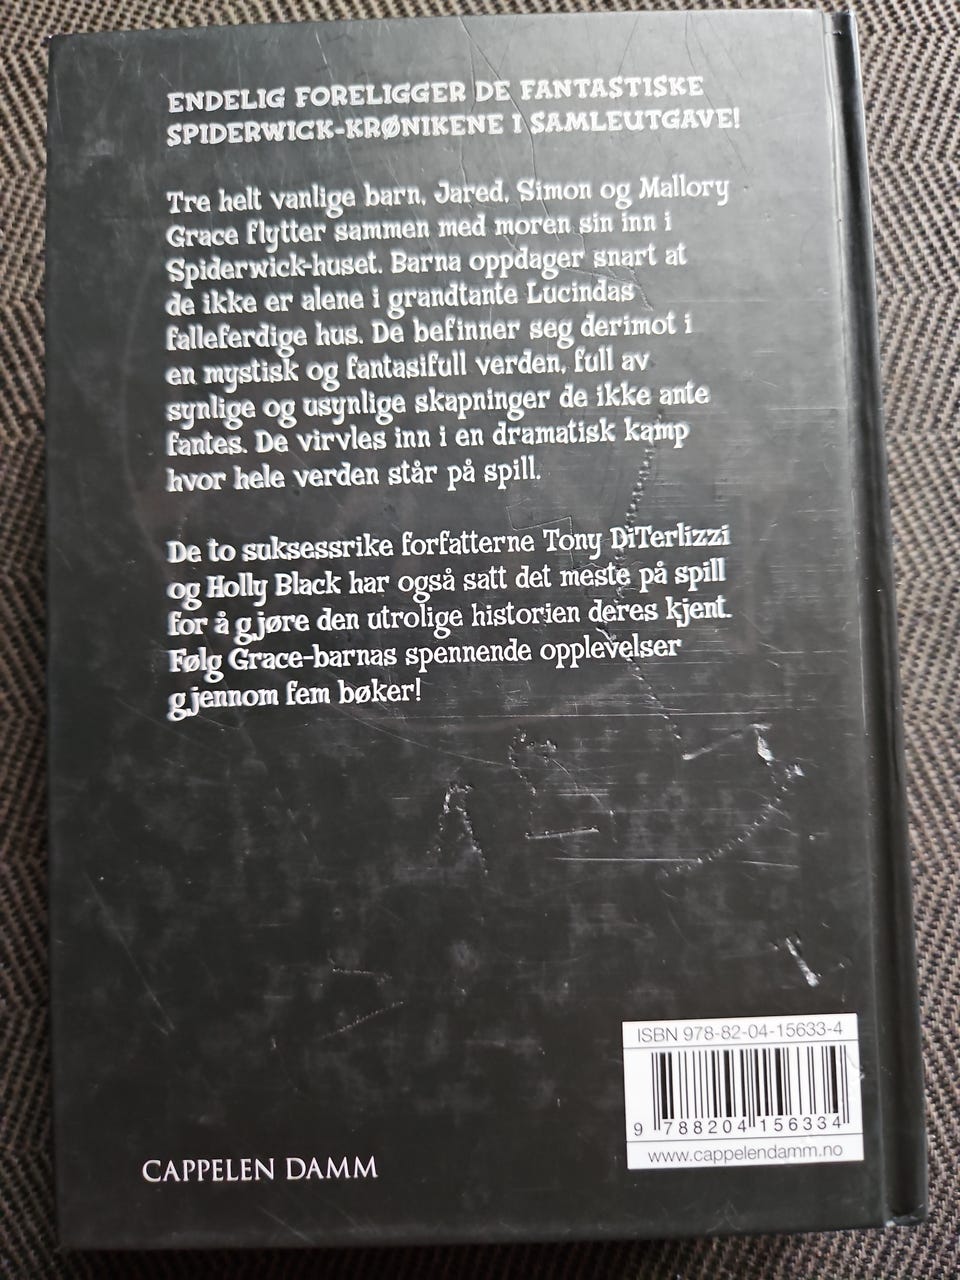 ENDELIG FORELIGGER DE FANTASTISKE
SPIDERWICK-KRØNIKENE I SAMLEUTGAVE!
Tre helt vanlige barn, Jared, Simon og Mallory
Grace flytter sammen med moren sin inn i
Spiderwick-huset. Barna oppdager snart at
de ikke er alene i grandtante Lucindas
falleferdige hus. De befinner seg derimot i
en mystisk og fantasifull verden, full av
synlige og usynlige skapninger de ikke ante
fantes. De virvles inn i en dramatisk kamp
hvor hele verden står på spill.
De to suksessrike forfatterne Tony DiTerlizzi
og Holly Black har også satt det meste på spill
for å gjøre den utrolige historien deres kjent.
Følg Grace-barnas spennende opplevelser
gjennom fem bøker!
ISBN 978-82-04-15633-4
9 788204 156334
www.cappelendamm.no
CAPPELEN DAMM